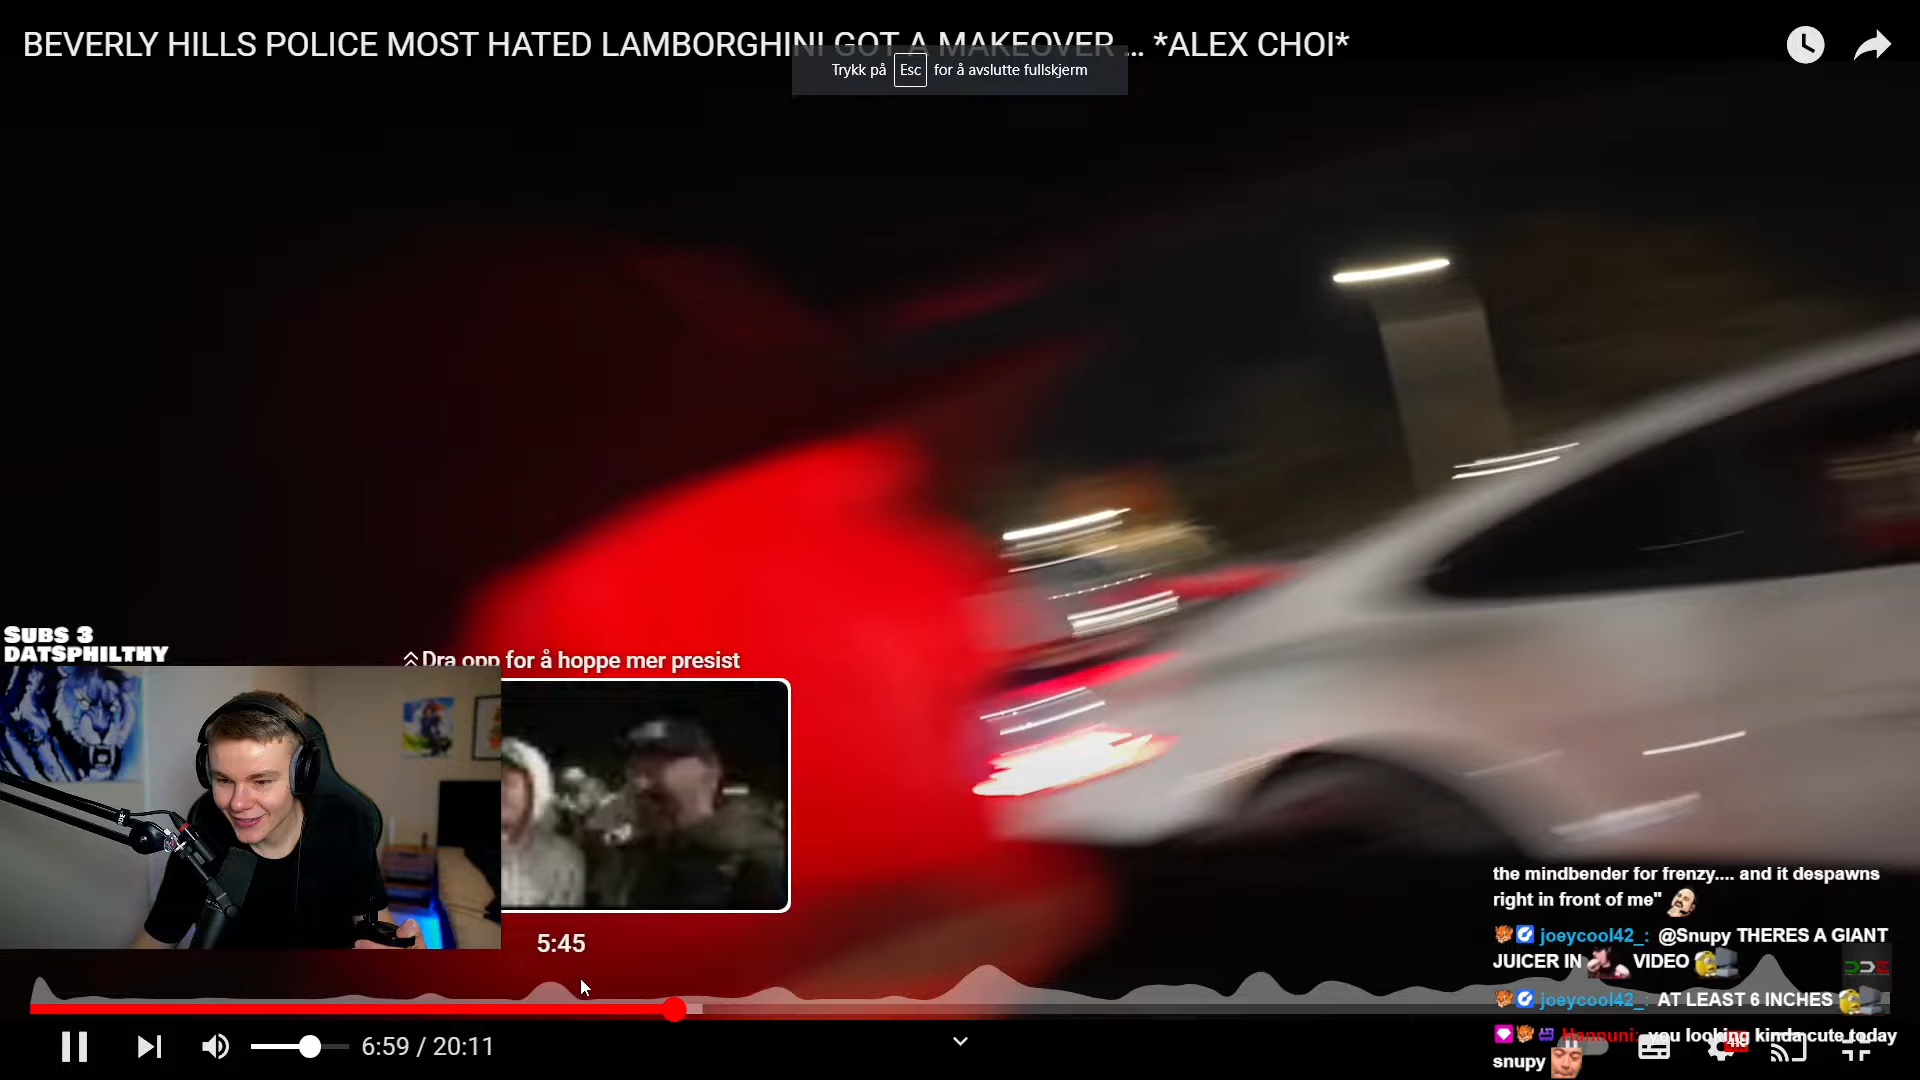 BEVERLY HILLS POLICE MOST HATED LAMBORGHINI GOT A MAKEOVER ... *ALEX CHOI*
Trykk på Esc for å avslutte fullskjerm
SUBS 3
DATSPHILTHY
Dra opp for å hoppe mer presist
5:45
the mindbender for frenzy.... and it despawns
right in front of me"
joeycool42_: @Snupy THERES A GIANT
JUICER IN VIDEO
joeycool42_: AT LEAST 6 INCHES
Hannuni: you looking kinda cute today
snupy
6:59 / 20:11